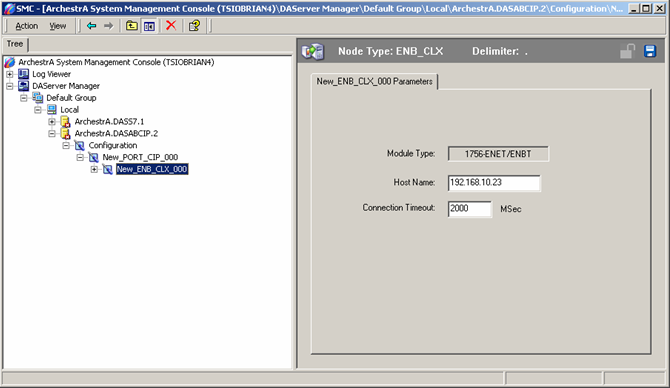 SMC - [ArchestrA System Management Console (TSIOBRIAN4)\DAServer Manager\Default Group\Local\ArchestrA.DASABCIP.2\Configuration\N...
Action View
Tree
ArchestrA System Management Console (TSIOBRIAN4)
Log Viewer
DAServer Manager
Default Group
Local
ArchestrA.DASS7.1
ArchestrA.DASABCIP.2
Configuration
New_PORT_CIP_000
New_ENB_CLX_000
Node Type: ENB_CLX Delimiter: .
New_ENB_CLX_000 Parameters
Module Type: 1756-ENET/ENBT
Host Name: 192.168.10.23
Connection Timeout: 2000 MSec